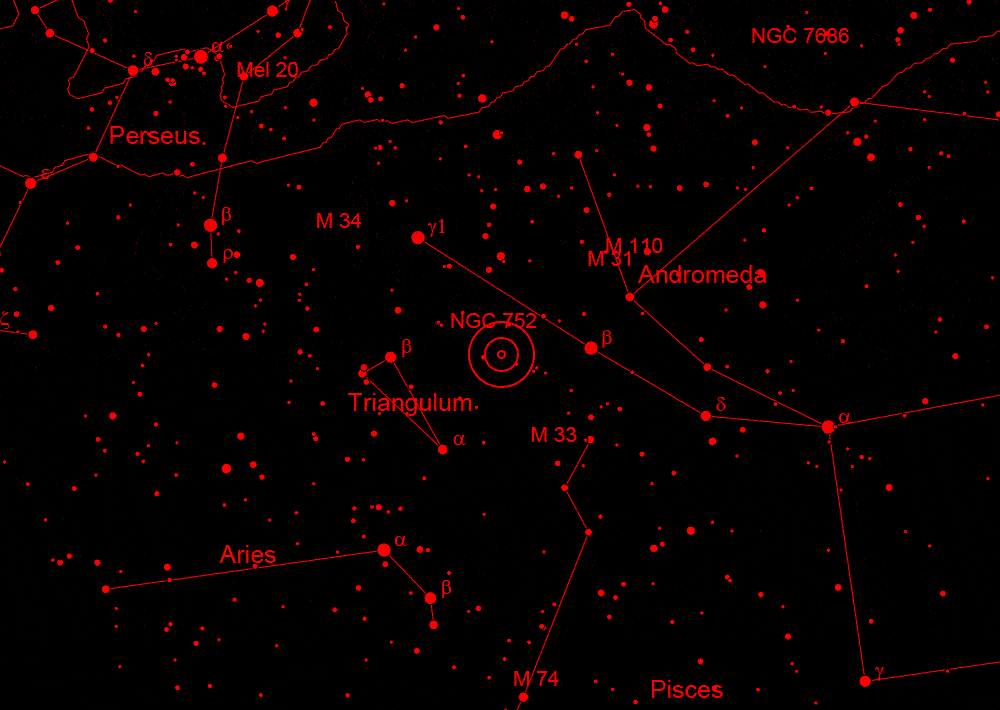 NGC 7686
δ
α
Mel 20
Perseus
ε
β
M 34
γ1
ρ
M 110
M 31
Andromeda
ζ
NGC 752
β
β
Triangulum
δ
α
M 33
α
Aries
α
β
γ
M 74
Pisces